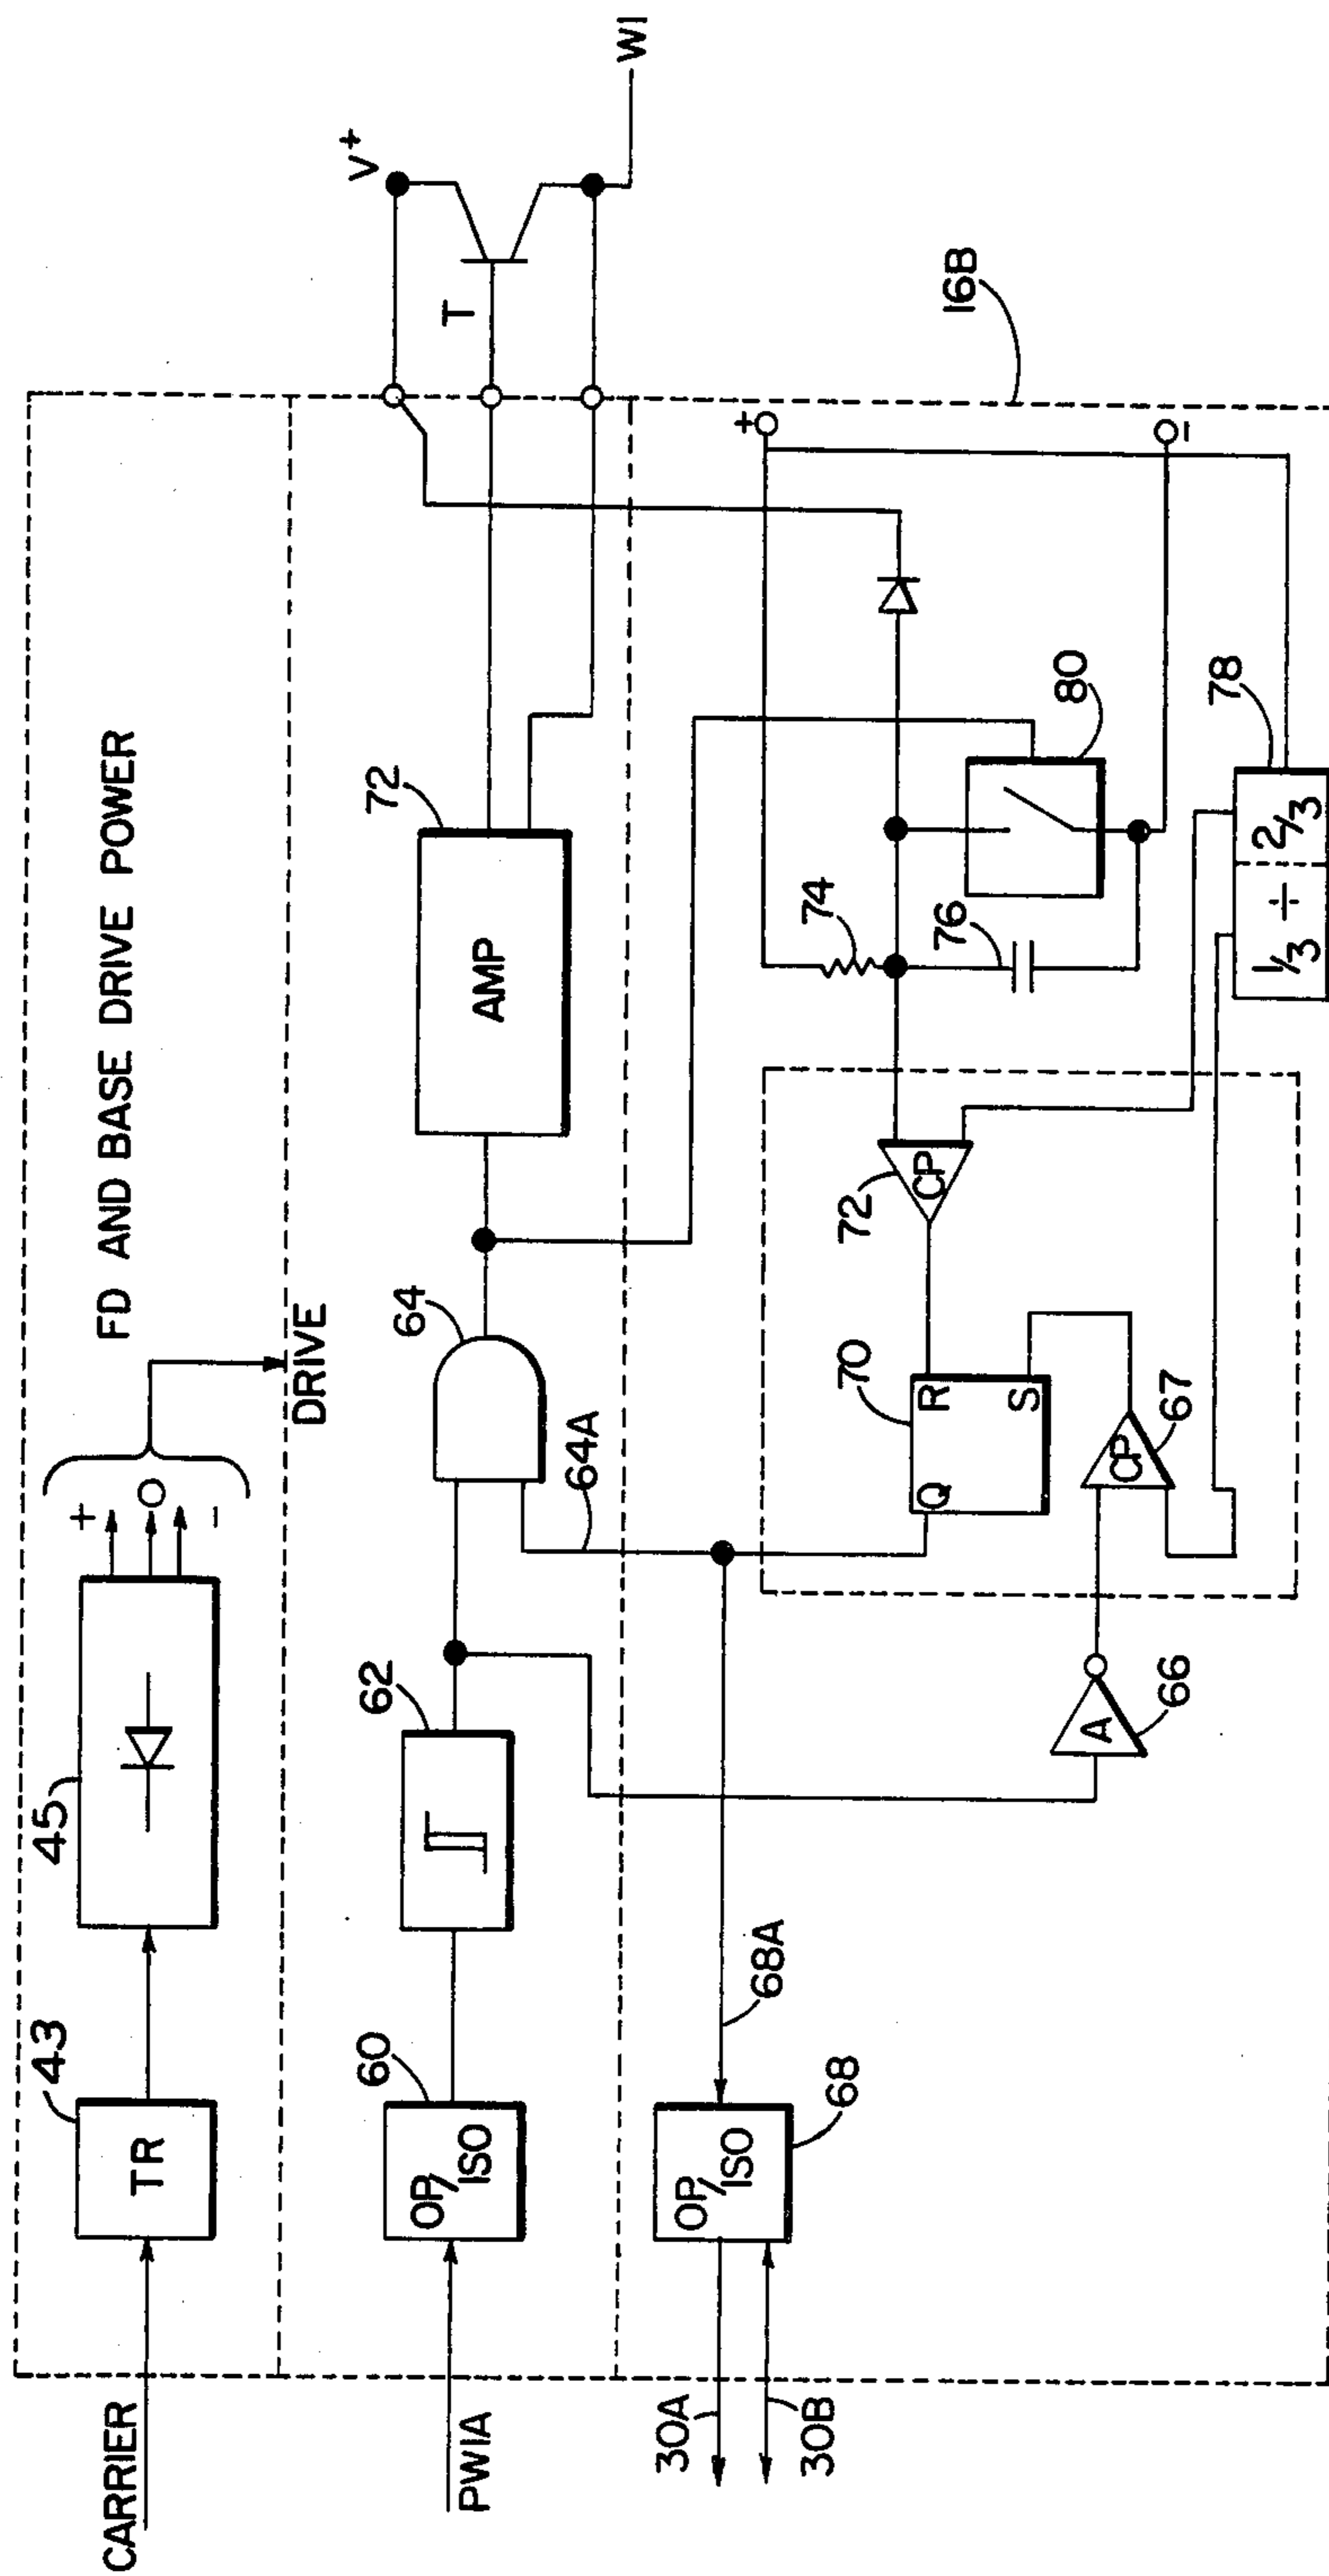 CARRIER
43
TR
45
+
O
-
FD AND BASE DRIVE POWER
DRIVE
PW1A
60
OP/ISO
62
64
64A
72
AMP
T
V+
W1
30A
30B
OP/ISO
68
68A
A
66
70
Q
R
S
CP
67
72
CP
74
76
80
+
-
16B
1/3 ÷ 2/3
78